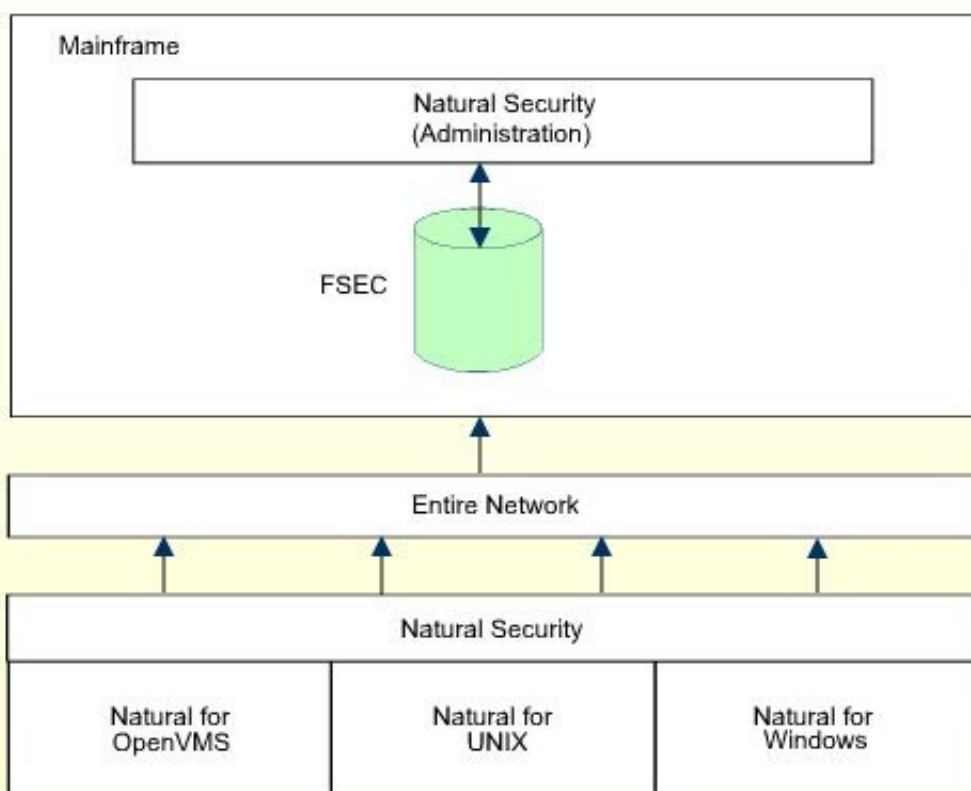 Mainframe
Natural Security
(Administration)
FSEC
Entire Network
Natural Security
Natural for
OpenVMS
Natural for
UNIX
Natural for
Windows